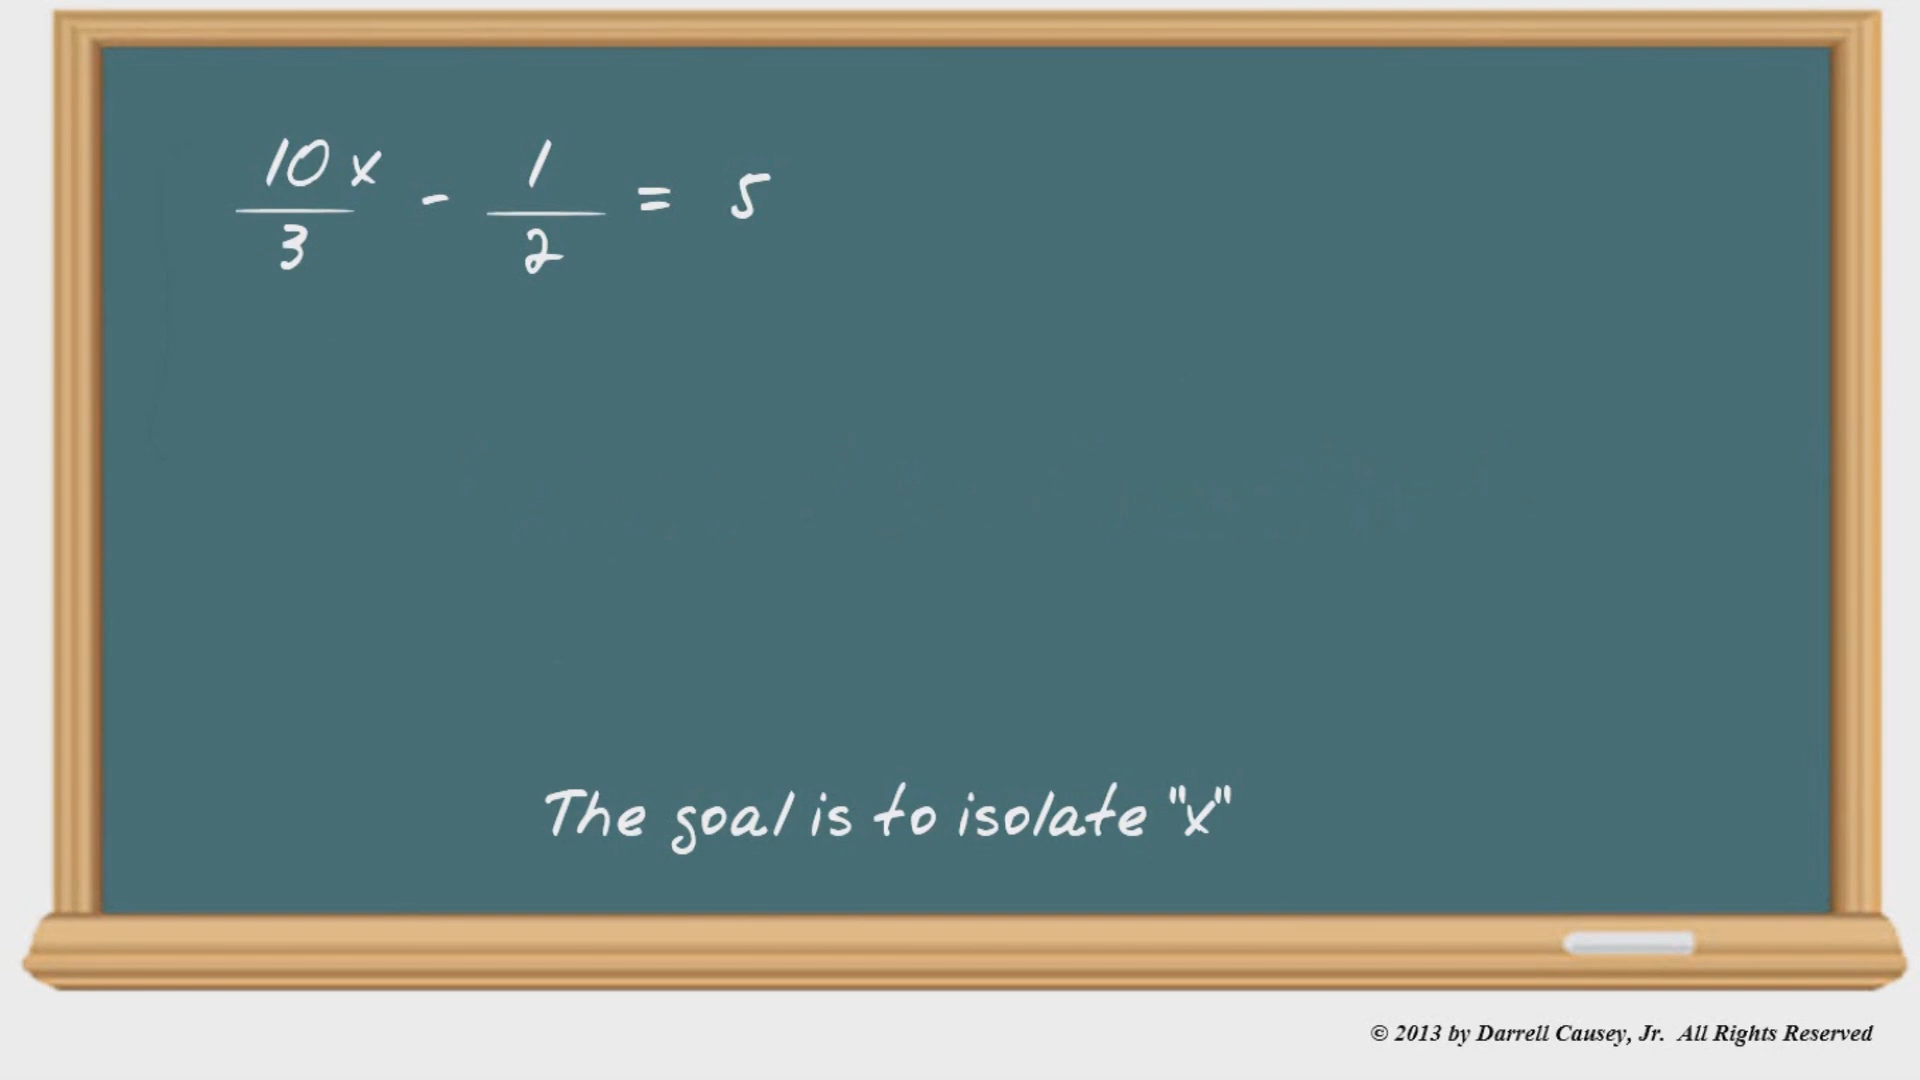 10x/3 - 1/2 = 5
The goal is to isolate "x"
© 2013 by Darrell Causey, Jr. All Rights Reserved